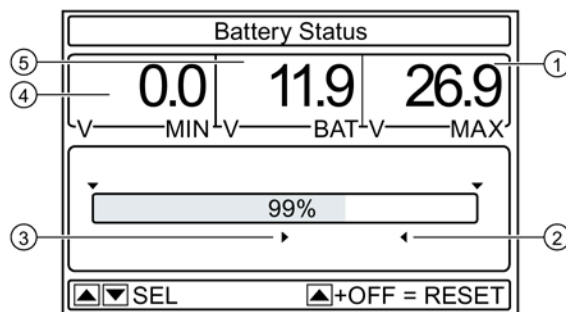 Battery Status
5 1
4 0.0 11.9 26.9
V MIN V BAT V MAX
99%
3 2
▲▼ SEL ▲+OFF = RESET